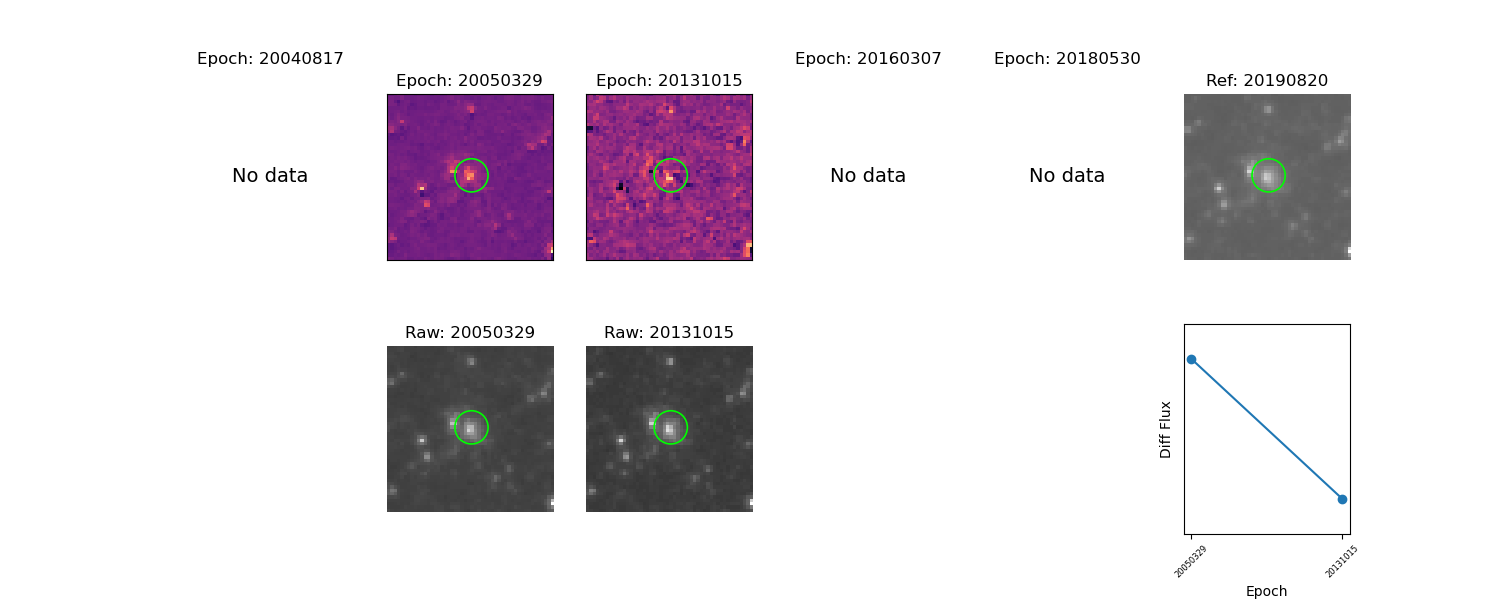 Epoch: 20040817
Epoch: 20050329
Epoch: 20131015
Epoch: 20160307
Epoch: 20180530
Ref: 20190820
No data
No data
No data
Raw: 20050329
Raw: 20131015
Diff Flux
20050329
20131015
Epoch